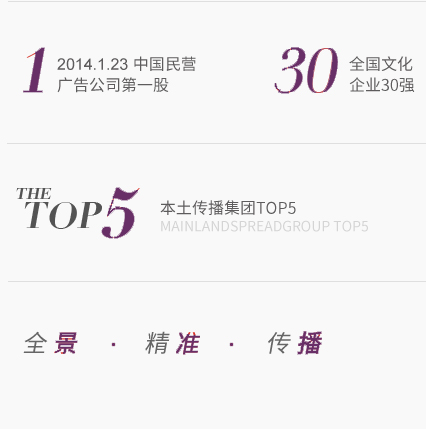 1 2014.1.23 中国民营
广告公司第一股
30 全国文化
企业30强
THE
TOP5
本土传播集团TOP5
MAINLANDSPREADGROUP TOP5
全景 · 精准 · 传播